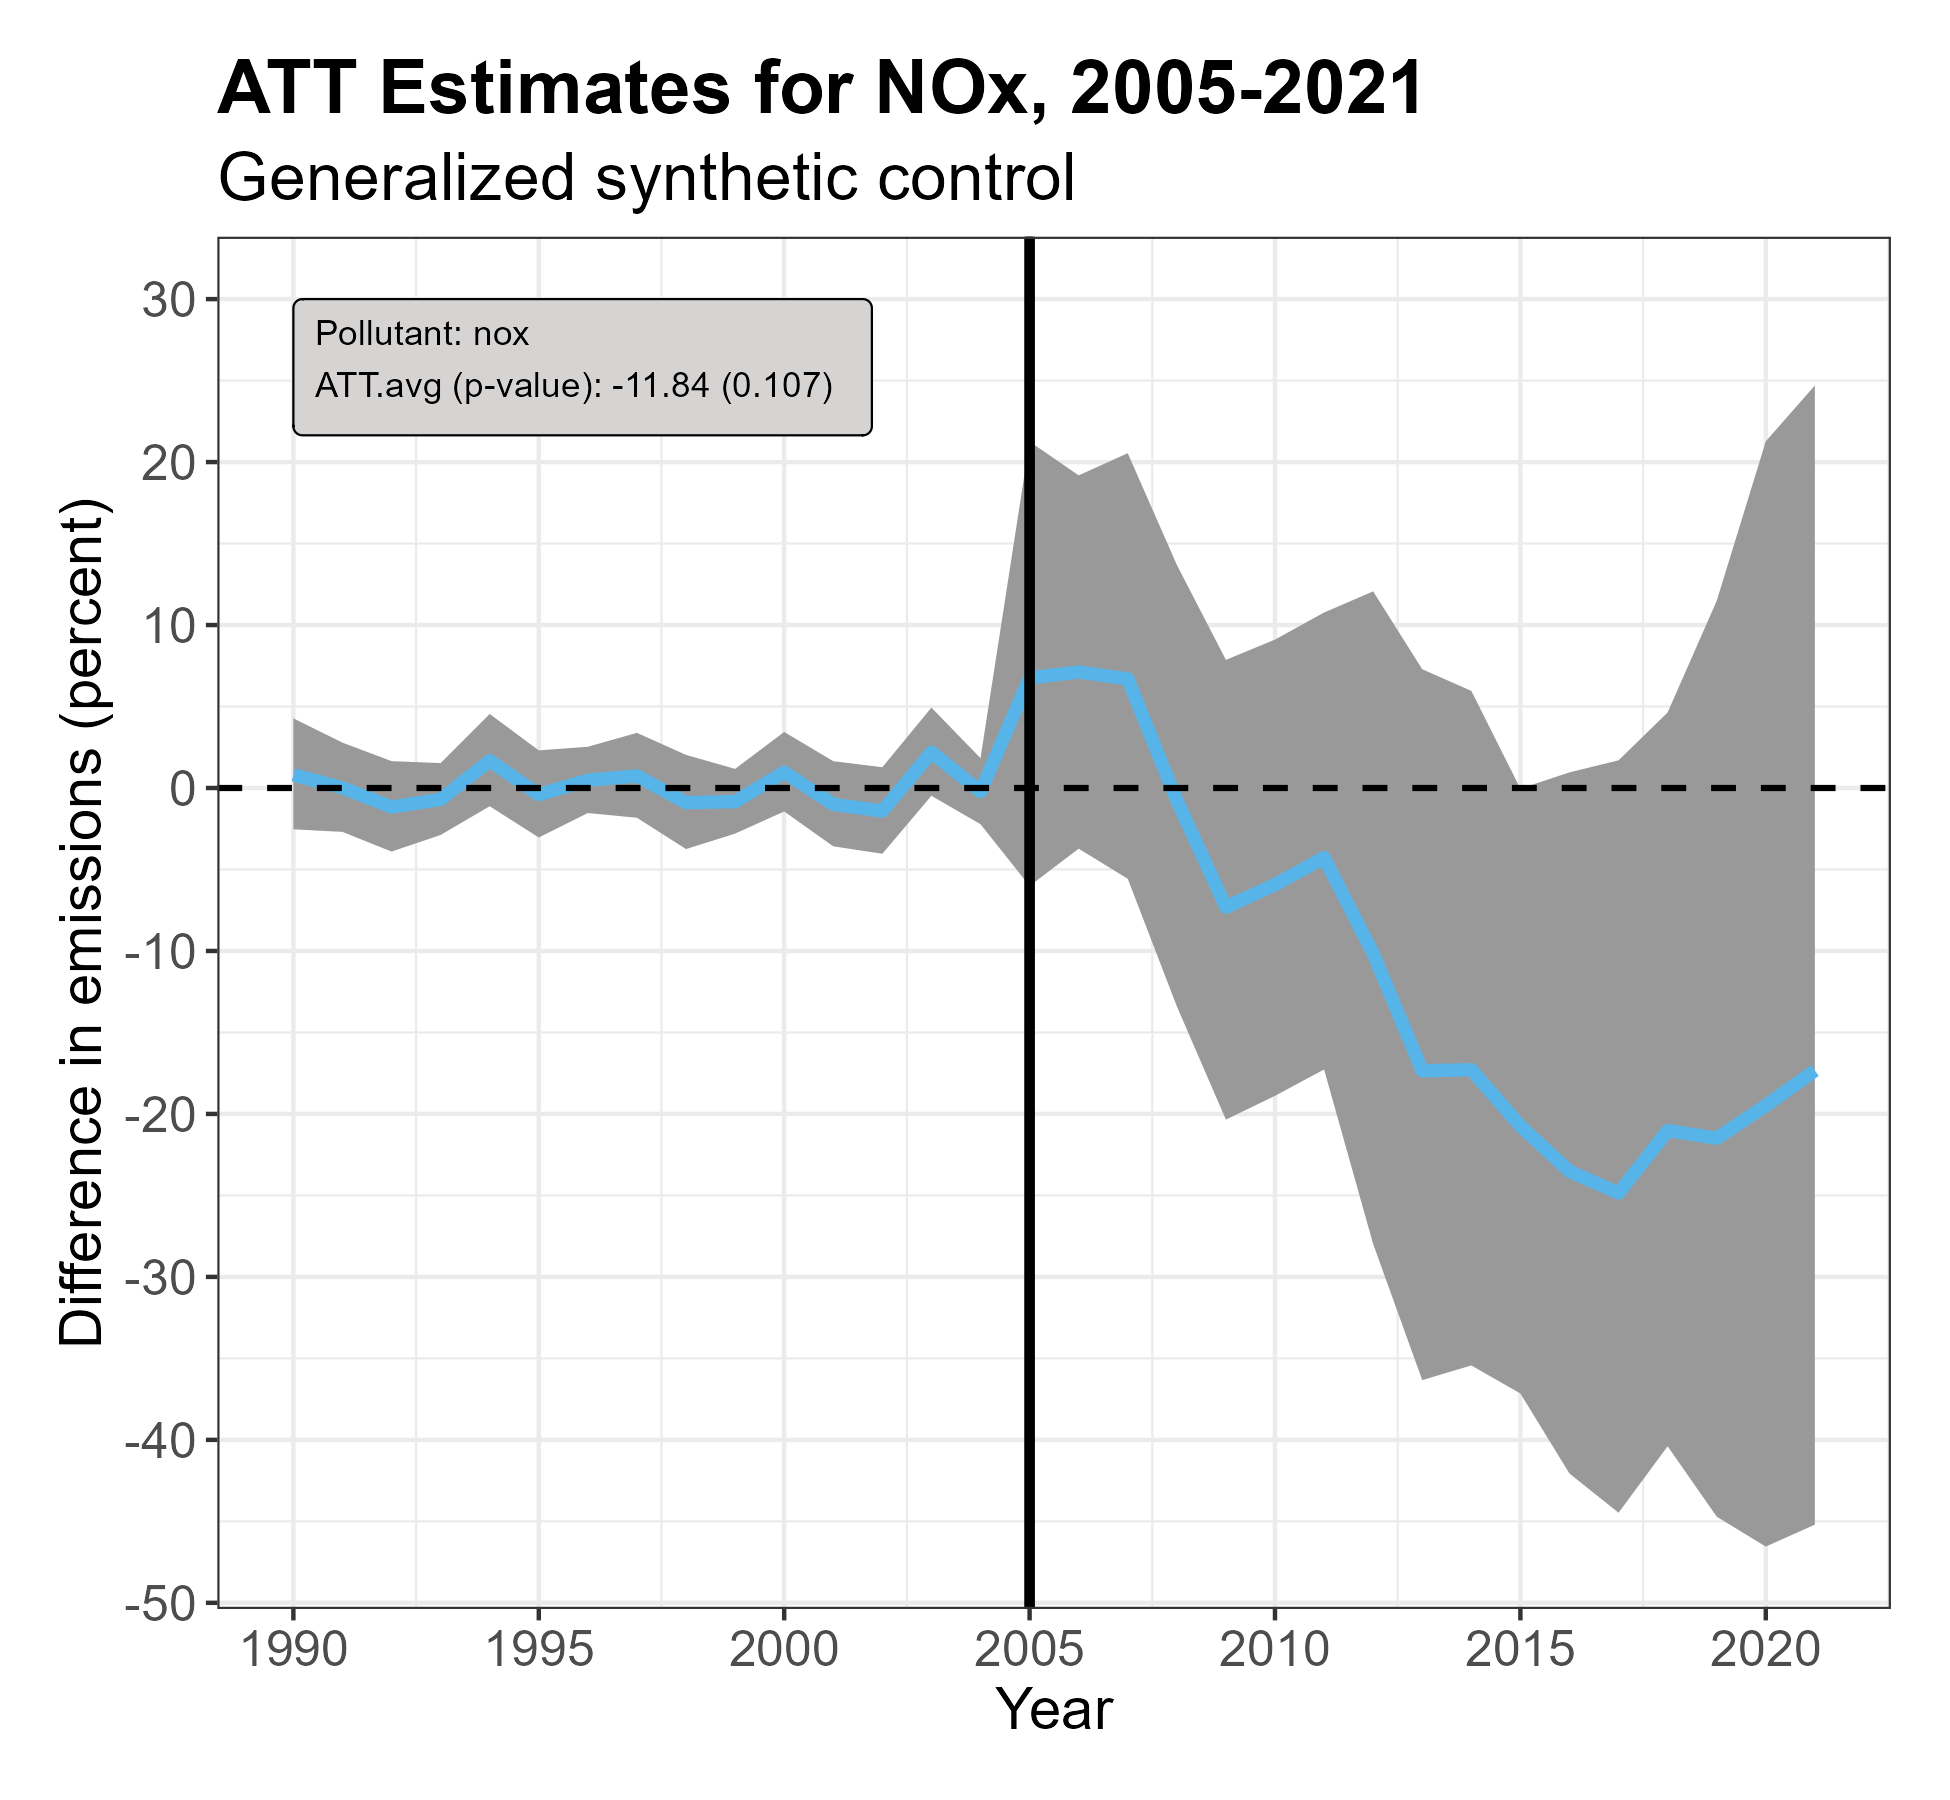 ATT Estimates for NOx, 2005-2021
Generalized synthetic control
Pollutant: nox
ATT.avg (p-value): -11.84 (0.107)
Difference in emissions (percent)
30
20
10
0
-10
-20
-30
-40
-50
1990 1995 2000 2005 2010 2015 2020
Year